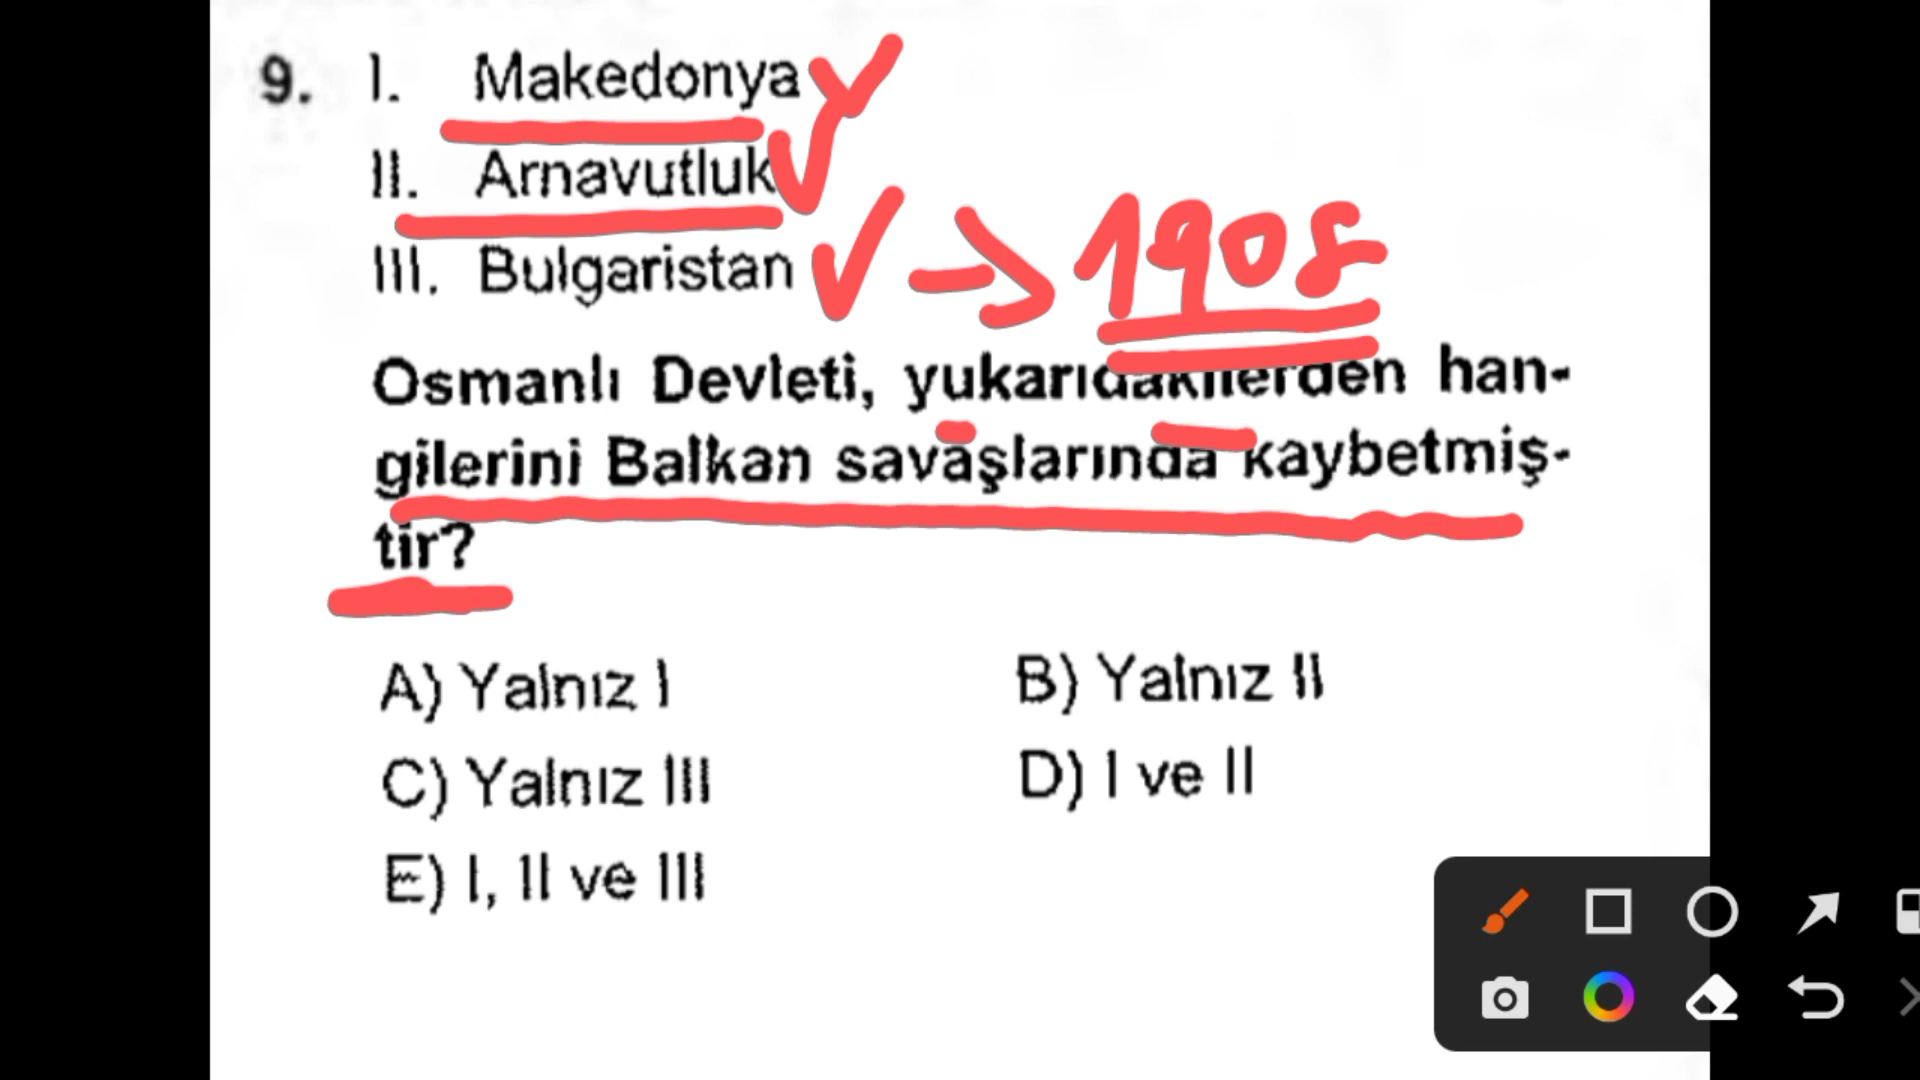 9. I. Makedonya
II. Arnavutluk
III. Bulgaristan
1908
Osmanlı Devleti, yukarıdakilerden han-
gilerini Balkan savaşlarında kaybetmiş-
tir?
A) Yalnız I
B) Yalnız II
C) Yalnız III
D) I ve II
E) I, II ve III